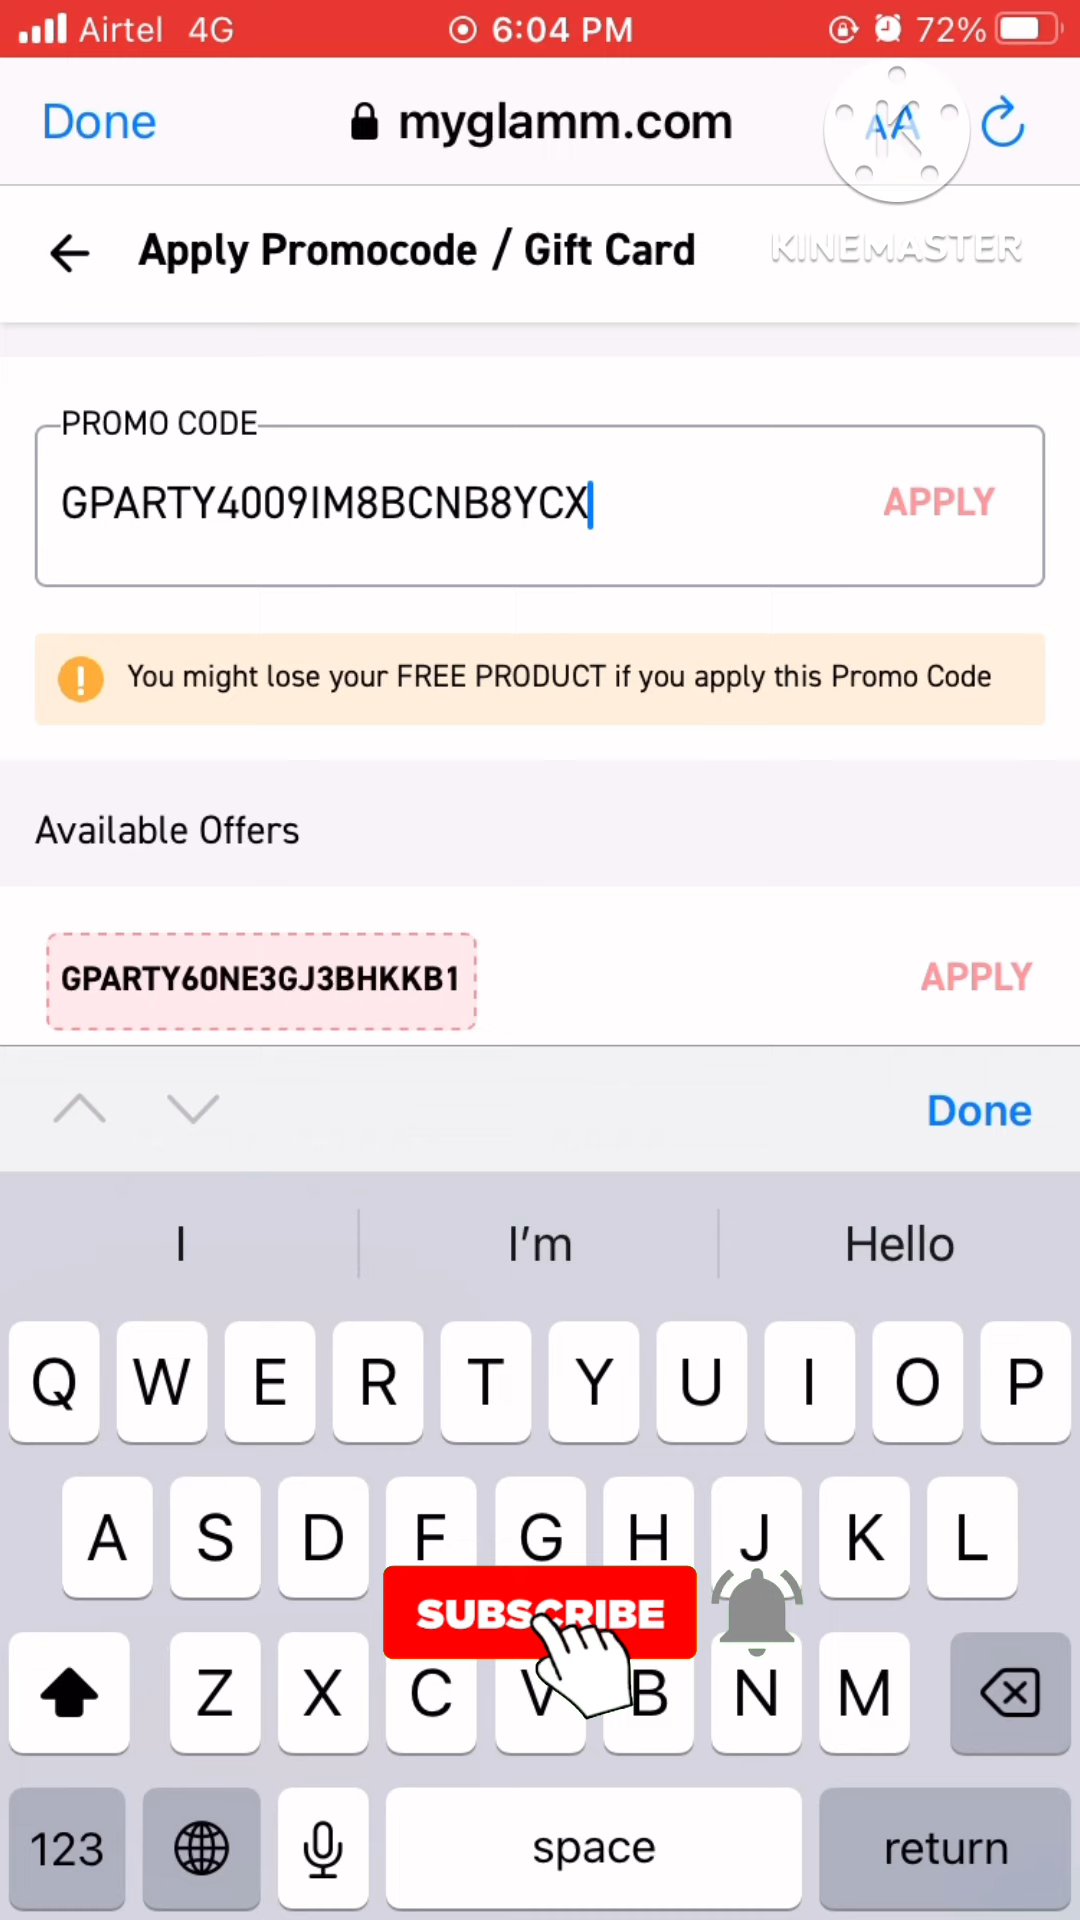 Airtel 4G 6:04 PM 72%
Done myglamm.com AA
Apply Promocode / Gift Card
KINEMASTER
PROMO CODE
GPARTY4009IM8BCNB8YCX APPLY
You might lose your FREE PRODUCT if you apply this Promo Code
Available Offers
GPARTY60NE3GJ3BHKKB1 APPLY
Done
I I'm Hello
Q W E R T Y U I O P
A S D F G H J K L
SUBSCRIBE
Z X C V B N M
123 space return